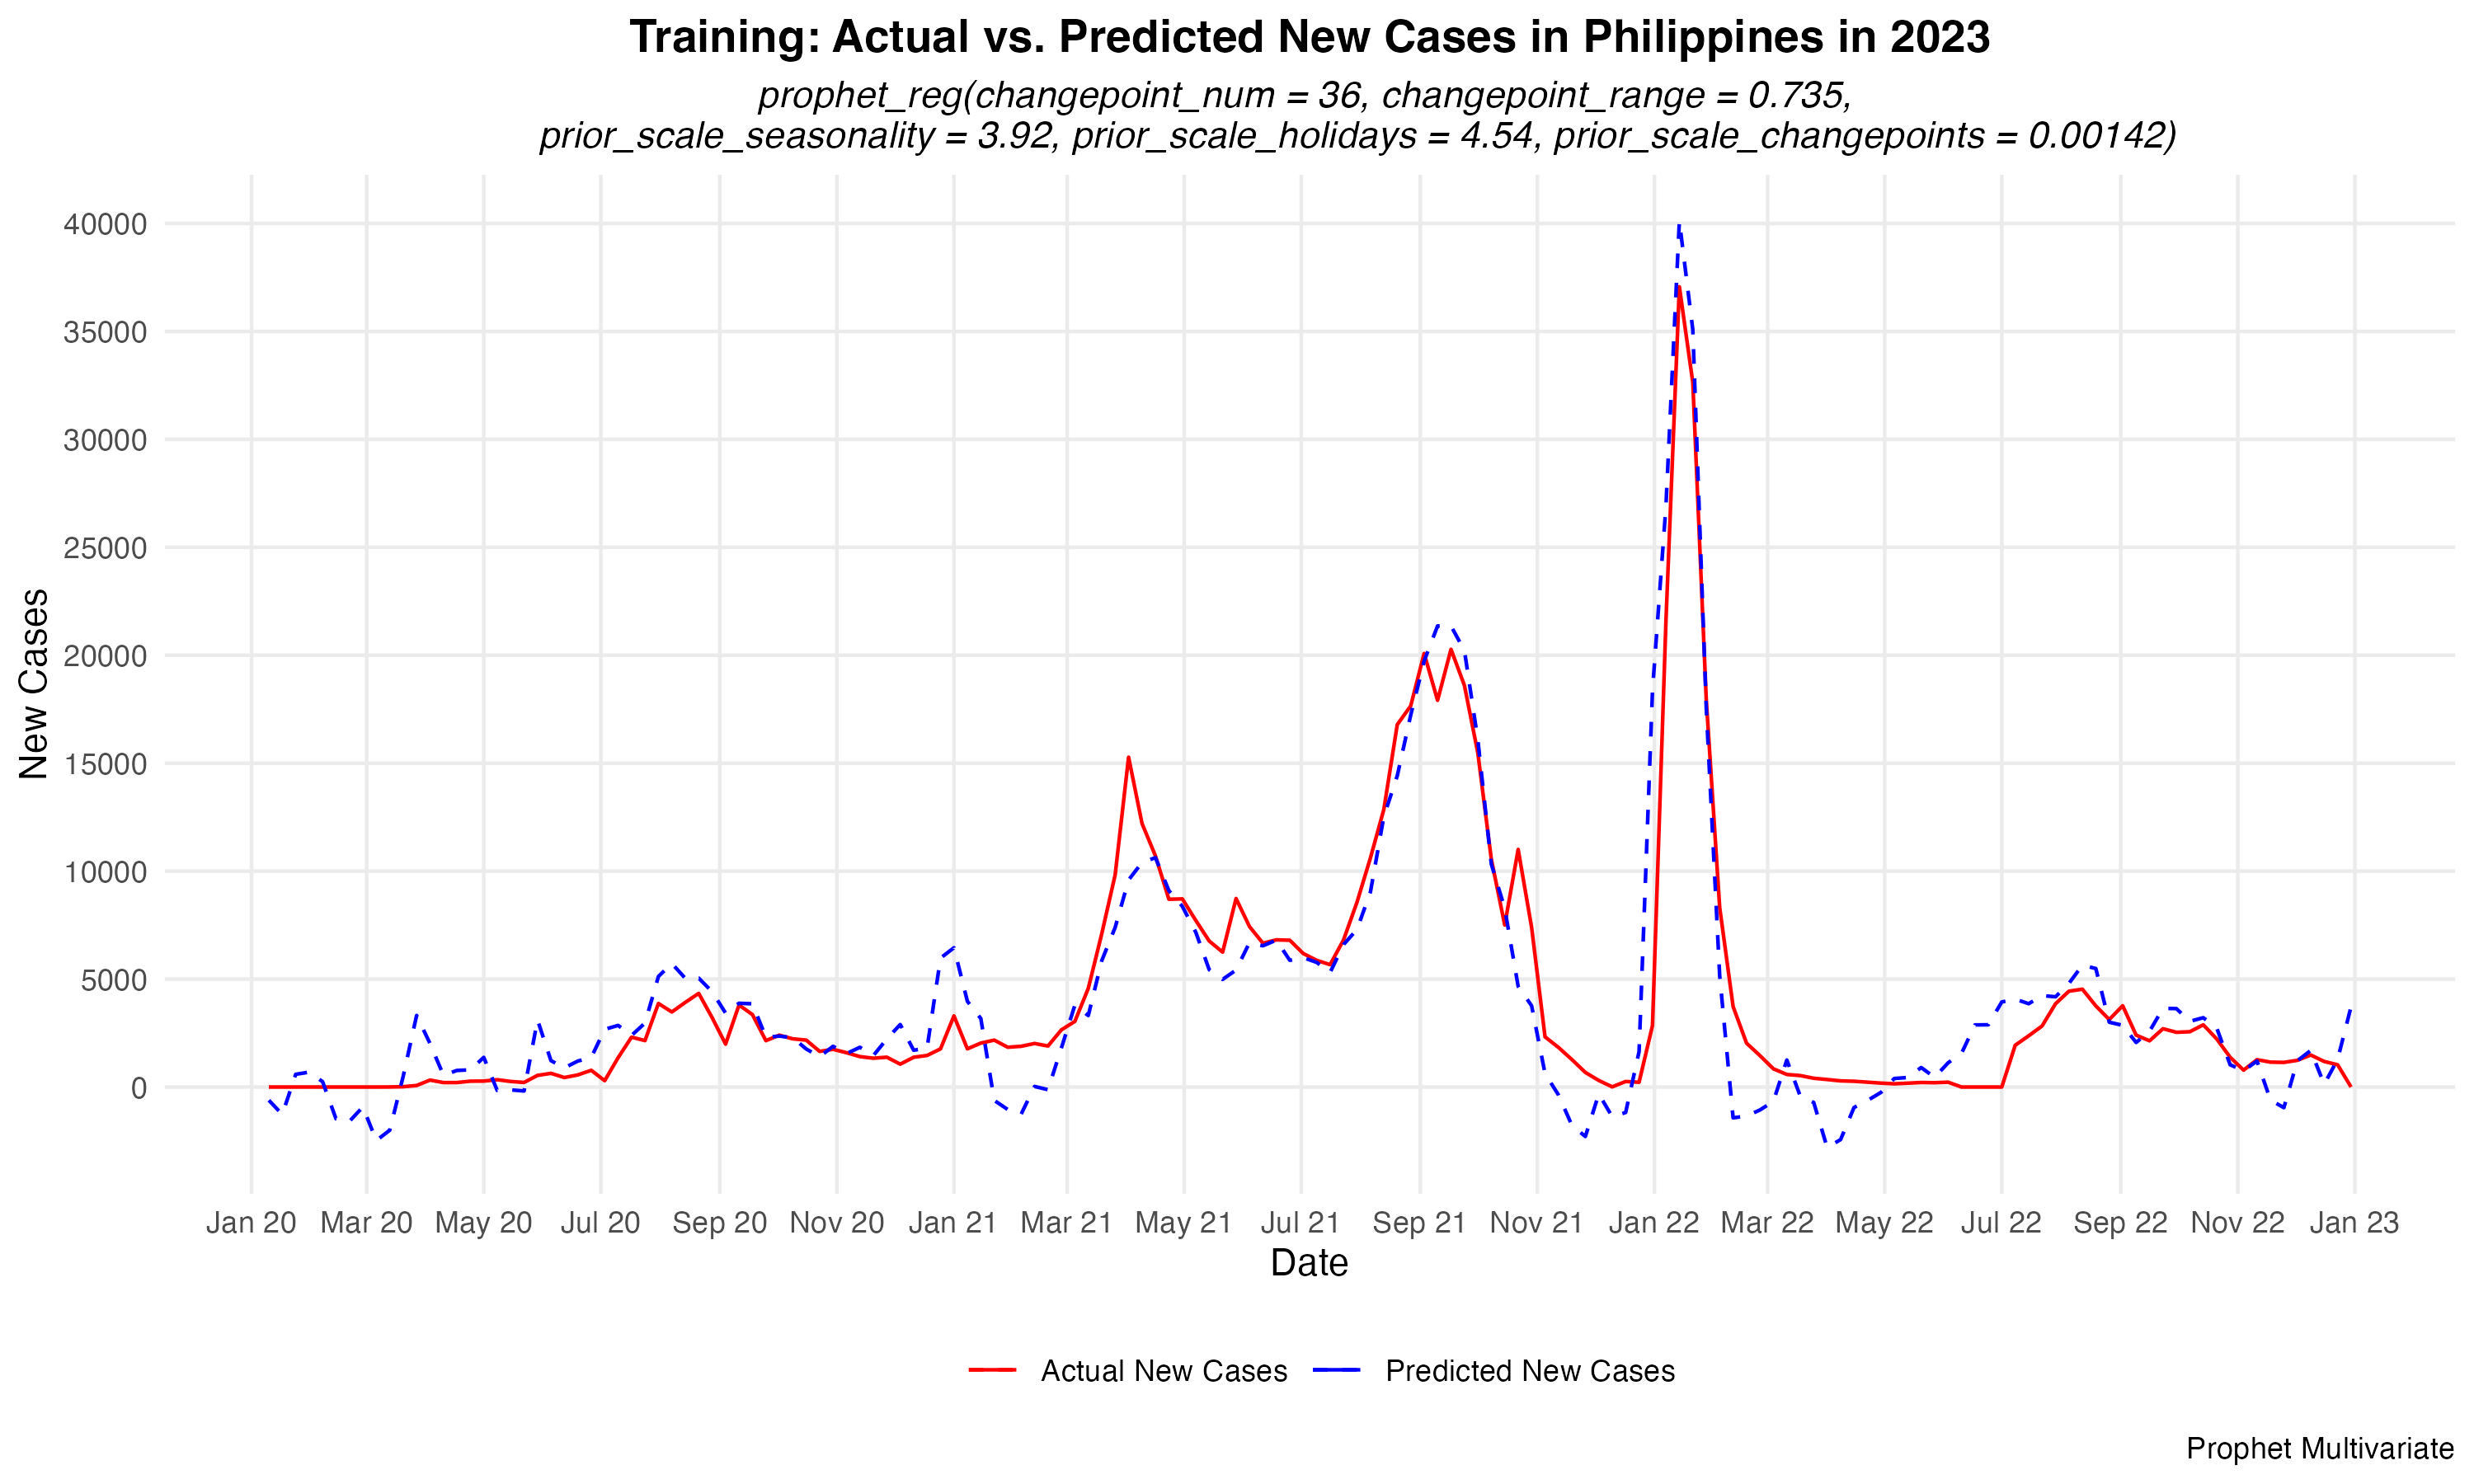 Training: Actual vs. Predicted New Cases in Philippines in 2023
prophet_reg(changepoint_num = 36, changepoint_range = 0.735,
prior_scale_seasonality = 3.92, prior_scale_holidays = 4.54, prior_scale_changepoints = 0.00142)
New Cases
40000
35000
30000
25000
20000
15000
10000
5000
0
Jan 20 Mar 20 May 20 Jul 20 Sep 20 Nov 20 Jan 21 Mar 21 May 21 Jul 21 Sep 21 Nov 21 Jan 22 Mar 22 May 22 Jul 22 Sep 22 Nov 22 Jan 23
Date
Actual New Cases Predicted New Cases
Prophet Multivariate